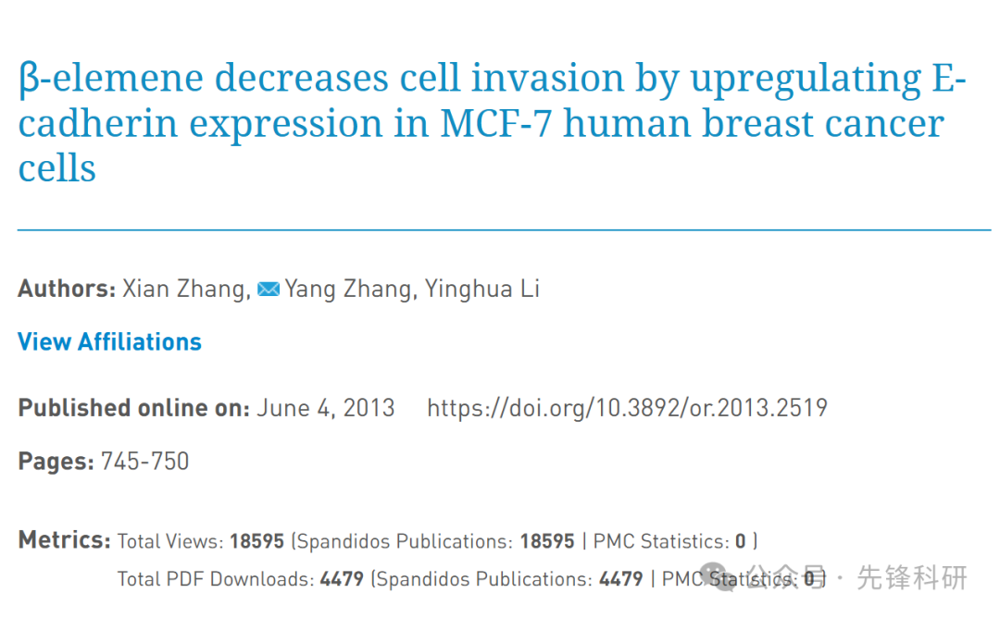 β-elemene decreases cell invasion by upregulating E-
cadherin expression in MCF-7 human breast cancer
cells
Authors: Xian Zhang, Yang Zhang, Yinghua Li
View Affiliations
Published online on: June 4, 2013 https://doi.org/10.3892/or.2013.2519
Pages: 745-750
Metrics: Total Views: 18595 (Spandidos Publications: 18595 | PMC Statistics: 0 )
Total PDF Downloads: 4479 (Spandidos Publications: 4479 | PMC Statistics: 0 )
公众号 · 先锋科研